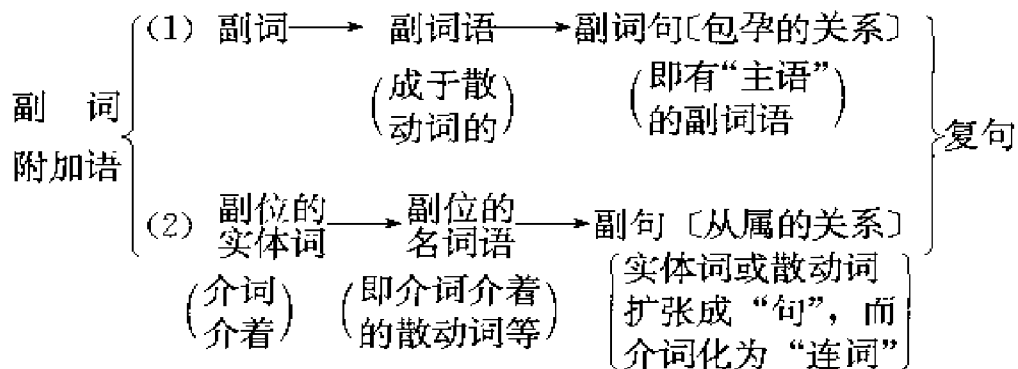 (1) 副词→副词语→副词句〔包孕的关系〕
(成于散动词的)
(即有“主语”的副词语)
副词附加语
复句
(2) 副位的实体词→副位的名词语→副句〔从属的关系〕
(介词介着)
(即介词介着的散动词等)
(实体词或散动词扩张成“句”，而介词化为“连词”)